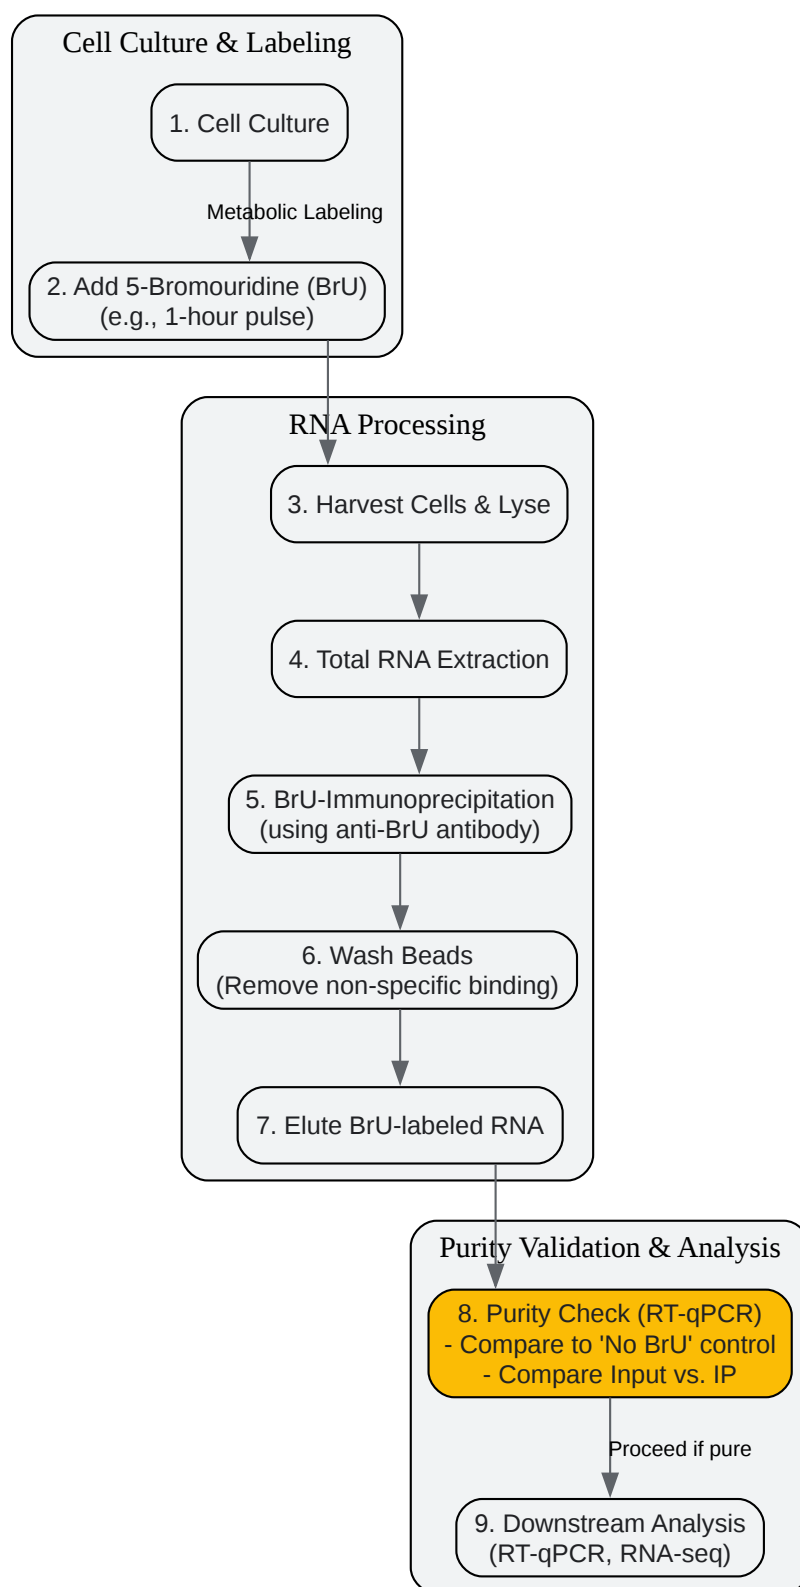 Cell Culture & Labeling
1. Cell Culture
Metabolic Labeling
2. Add 5-Bromouridine (BrU)
(e.g., 1-hour pulse)
RNA Processing
3. Harvest Cells & Lyse
4. Total RNA Extraction
5. BrU-Immunoprecipitation
(using anti-BrU antibody)
6. Wash Beads
(Remove non-specific binding)
7. Elute BrU-labeled RNA
Purity Validation & Analysis
8. Purity Check (RT-qPCR)
- Compare to 'No BrU' control
- Compare Input vs. IP
Proceed if pure
9. Downstream Analysis
(RT-qPCR, RNA-seq)